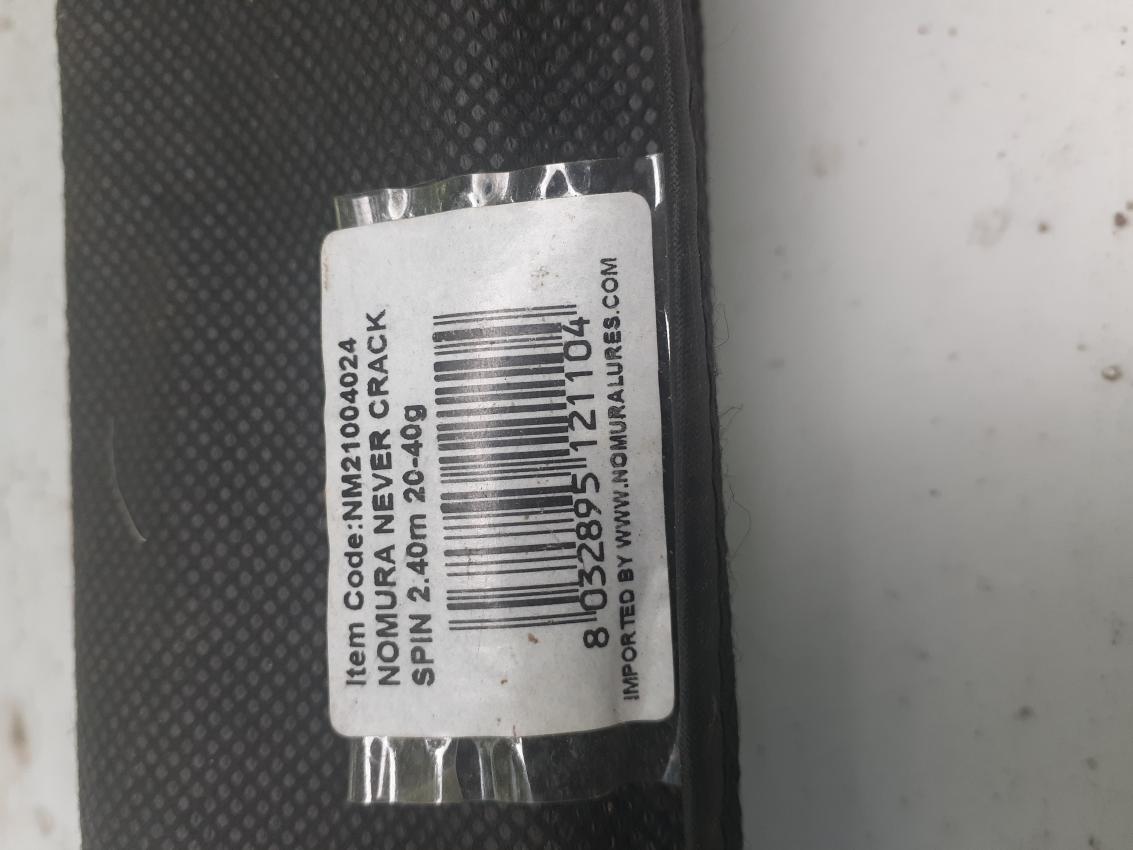 Item Code:NM21004024
NOMURA NEVER CRACK
SPIN 2.40m 20-40g
8 032895 121104
IMPORTED BY WWW.NOMURALURES.COM